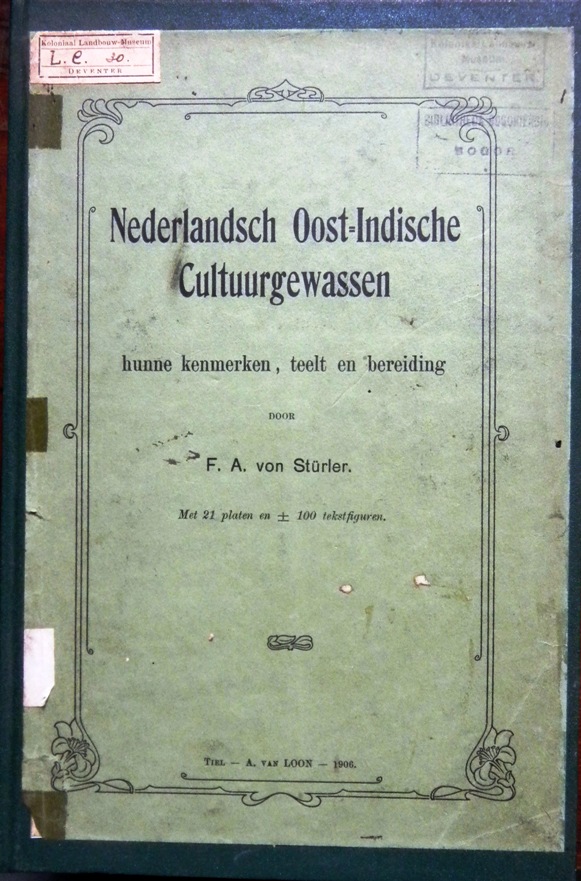 Koloniaal Landbouw-Museum
L.C. 30.
DEVENTER
DEVENTER
BOGOR
Nederlandsch Oost-Indische
Cultuurgewassen
hunne kenmerken, teelt en bereiding
DOOR
F. A. von Stürler.
Met 21 platen en ± 100 tekstfiguren.
TIEL — A. VAN LOON — 1906.